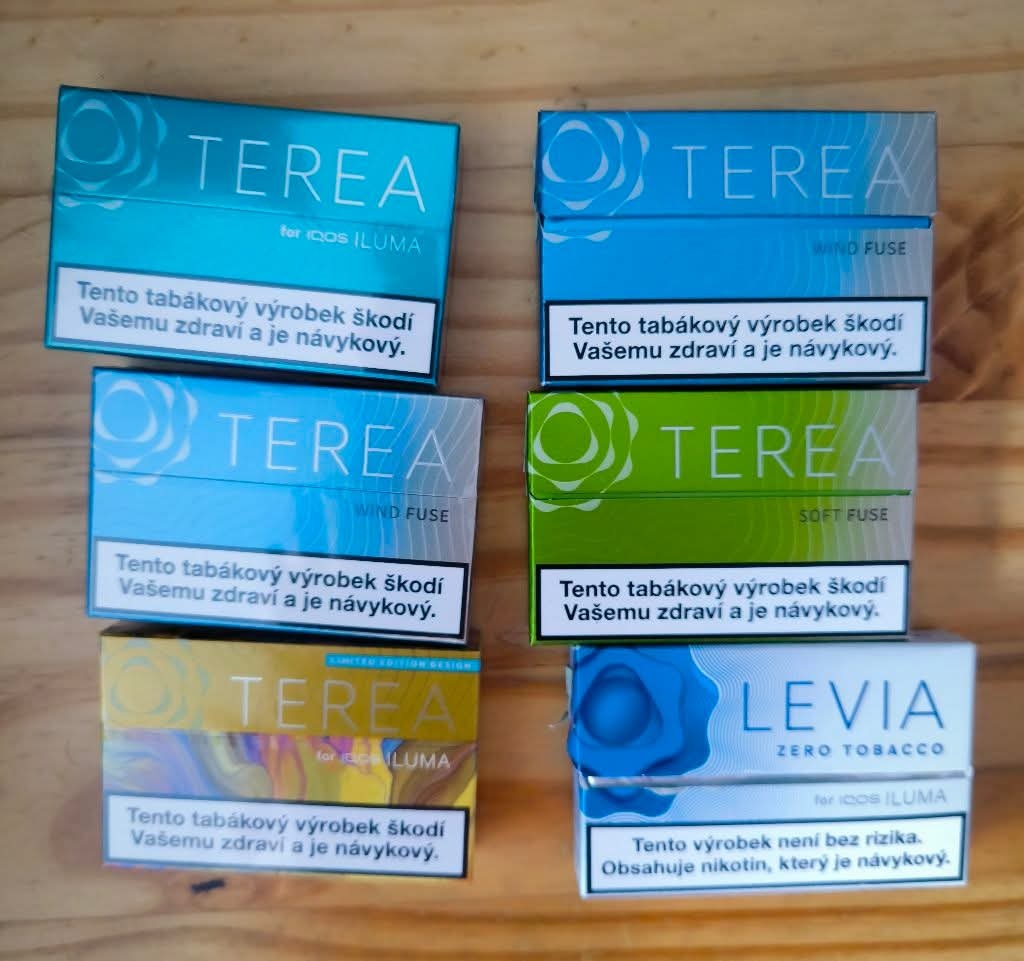 TEREA
for IQOS ILUMA
Tento tabákový výrobek škodí
Vašemu zdraví a je návykový.
TEREA
WIND FUSE
Tento tabákový výrobek škodí
Vašemu zdraví a je návykový.
TEREA
WIND FUSE
Tento tabákový výrobek škodí
Vašemu zdraví a je návykový.
TEREA
SOFT FUSE
Tento tabákový výrobek škodí
Vašemu zdraví a je návykový.
LIMITED EDITION DESIGN
TEREA
for IQOS ILUMA
Tento tabákový výrobek škodí
Vašemu zdraví a je návykový.
LEVIA
ZERO TOBACCO
for IQOS ILUMA
Tento výrobek není bez rizika.
Obsahuje nikotin, který je návykový.